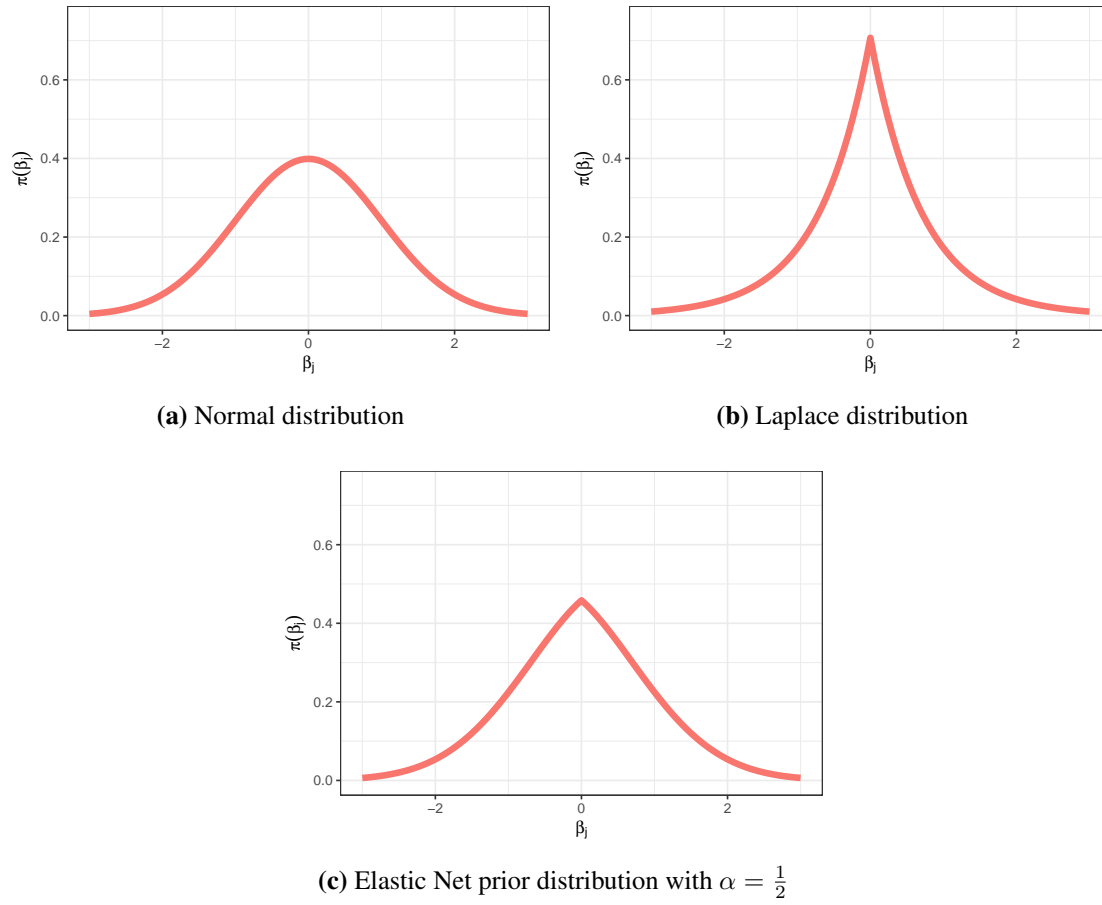 0.6
0.4
0.2
0.0
π(βj)
−2
0
2
βj
(a) Normal distribution
0.6
0.4
0.2
0.0
π(βj)
−2
0
2
βj
(b) Laplace distribution
0.6
0.4
0.2
0.0
π(βj)
−2
0
2
βj
(c) Elastic Net prior distribution with α = 1/2